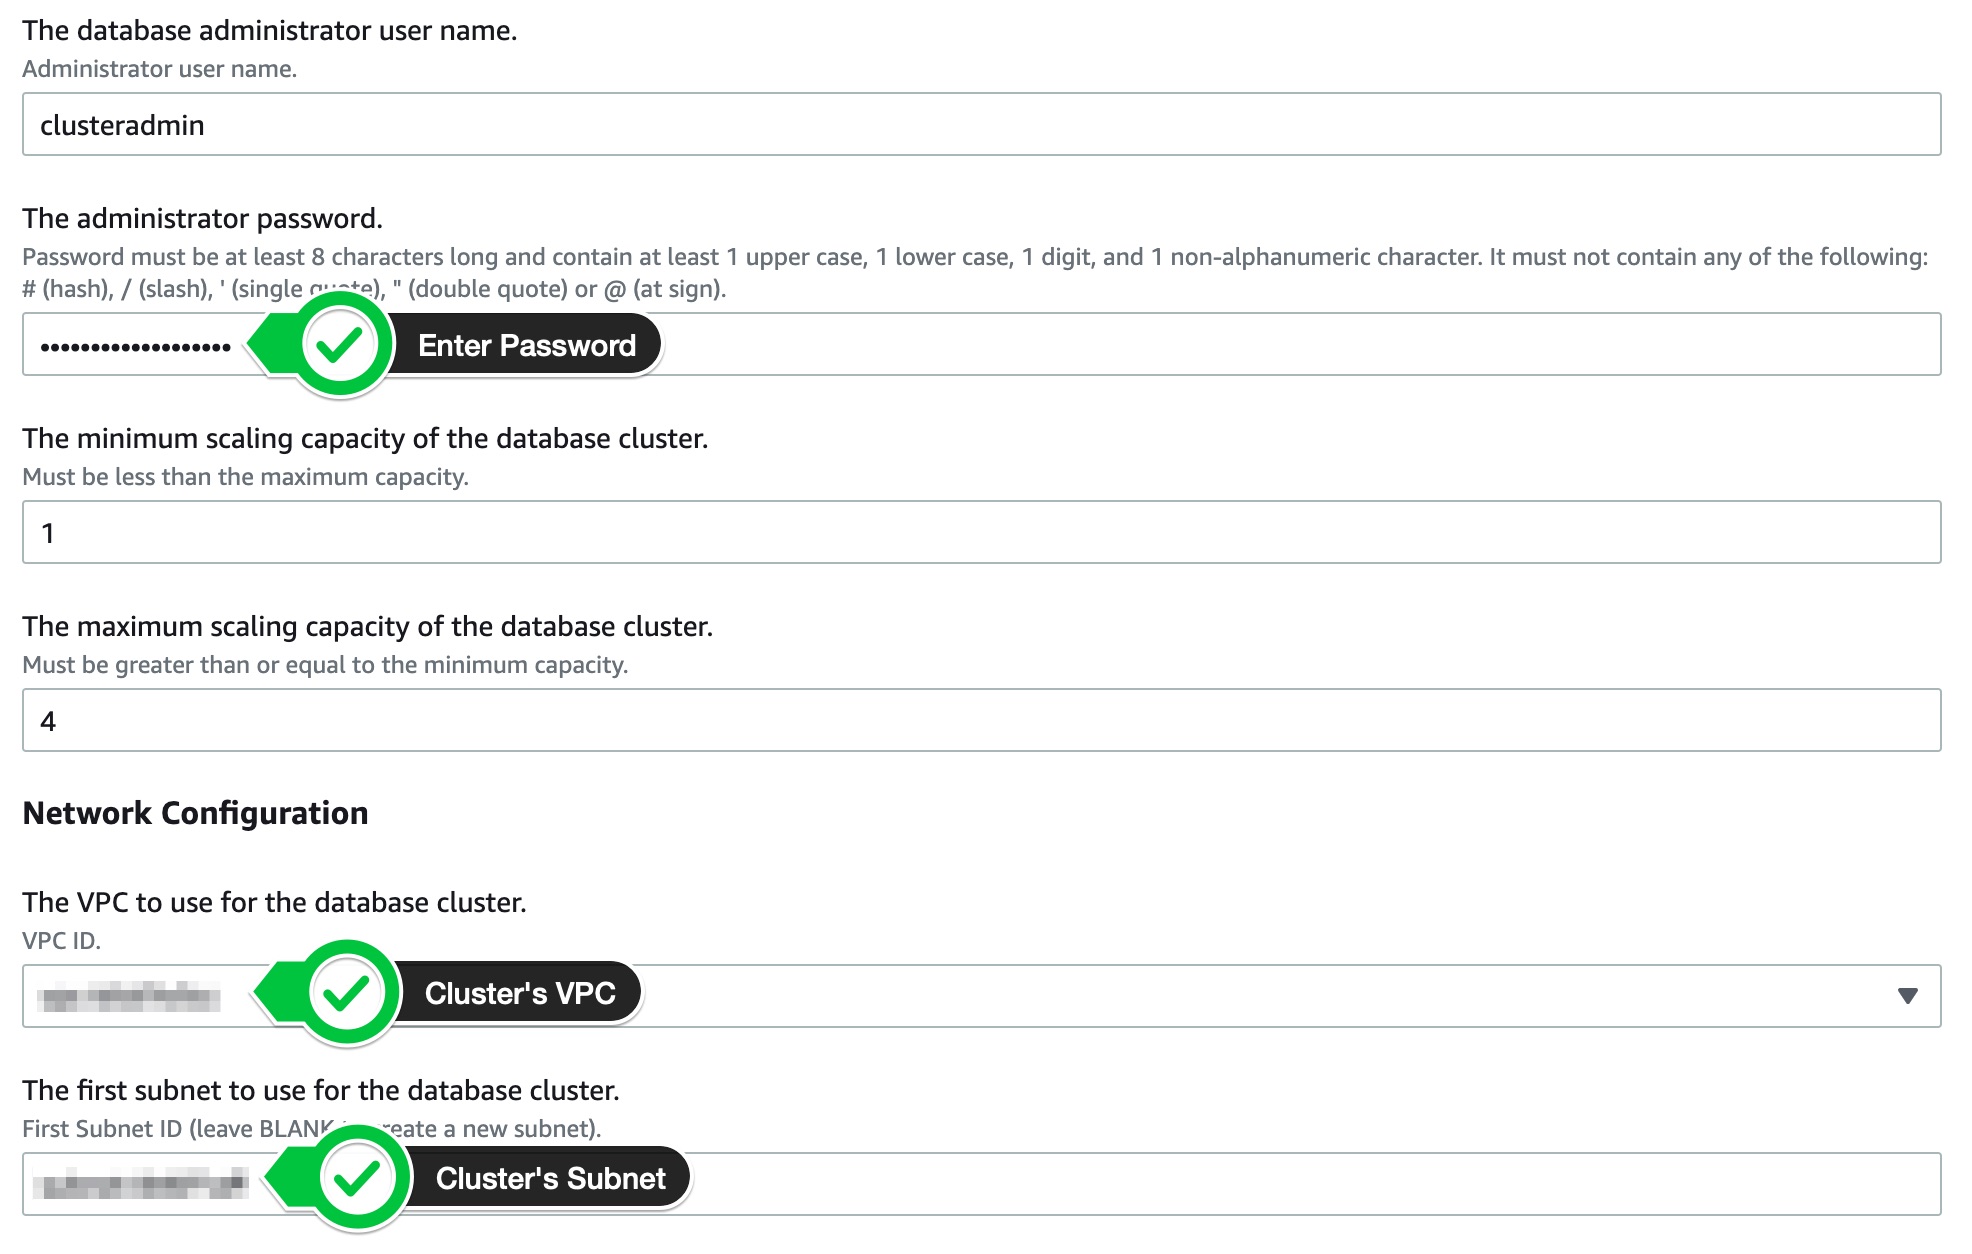 The database administrator user name.
Administrator user name.
clusteradmin
The administrator password.
Password must be at least 8 characters long and contain at least 1 upper case, 1 lower case, 1 digit, and 1 non-alphanumeric character. It must not contain any of the following:
# (hash), / (slash), ' (single quote), " (double quote) or @ (at sign).
•••••••••••••••••••
Enter Password
The minimum scaling capacity of the database cluster.
Must be less than the maximum capacity.
1
The maximum scaling capacity of the database cluster.
Must be greater than or equal to the minimum capacity.
4
Network Configuration
The VPC to use for the database cluster.
VPC ID.
Cluster's VPC
The first subnet to use for the database cluster.
First Subnet ID (leave BLANK create a new subnet).
Cluster's Subnet